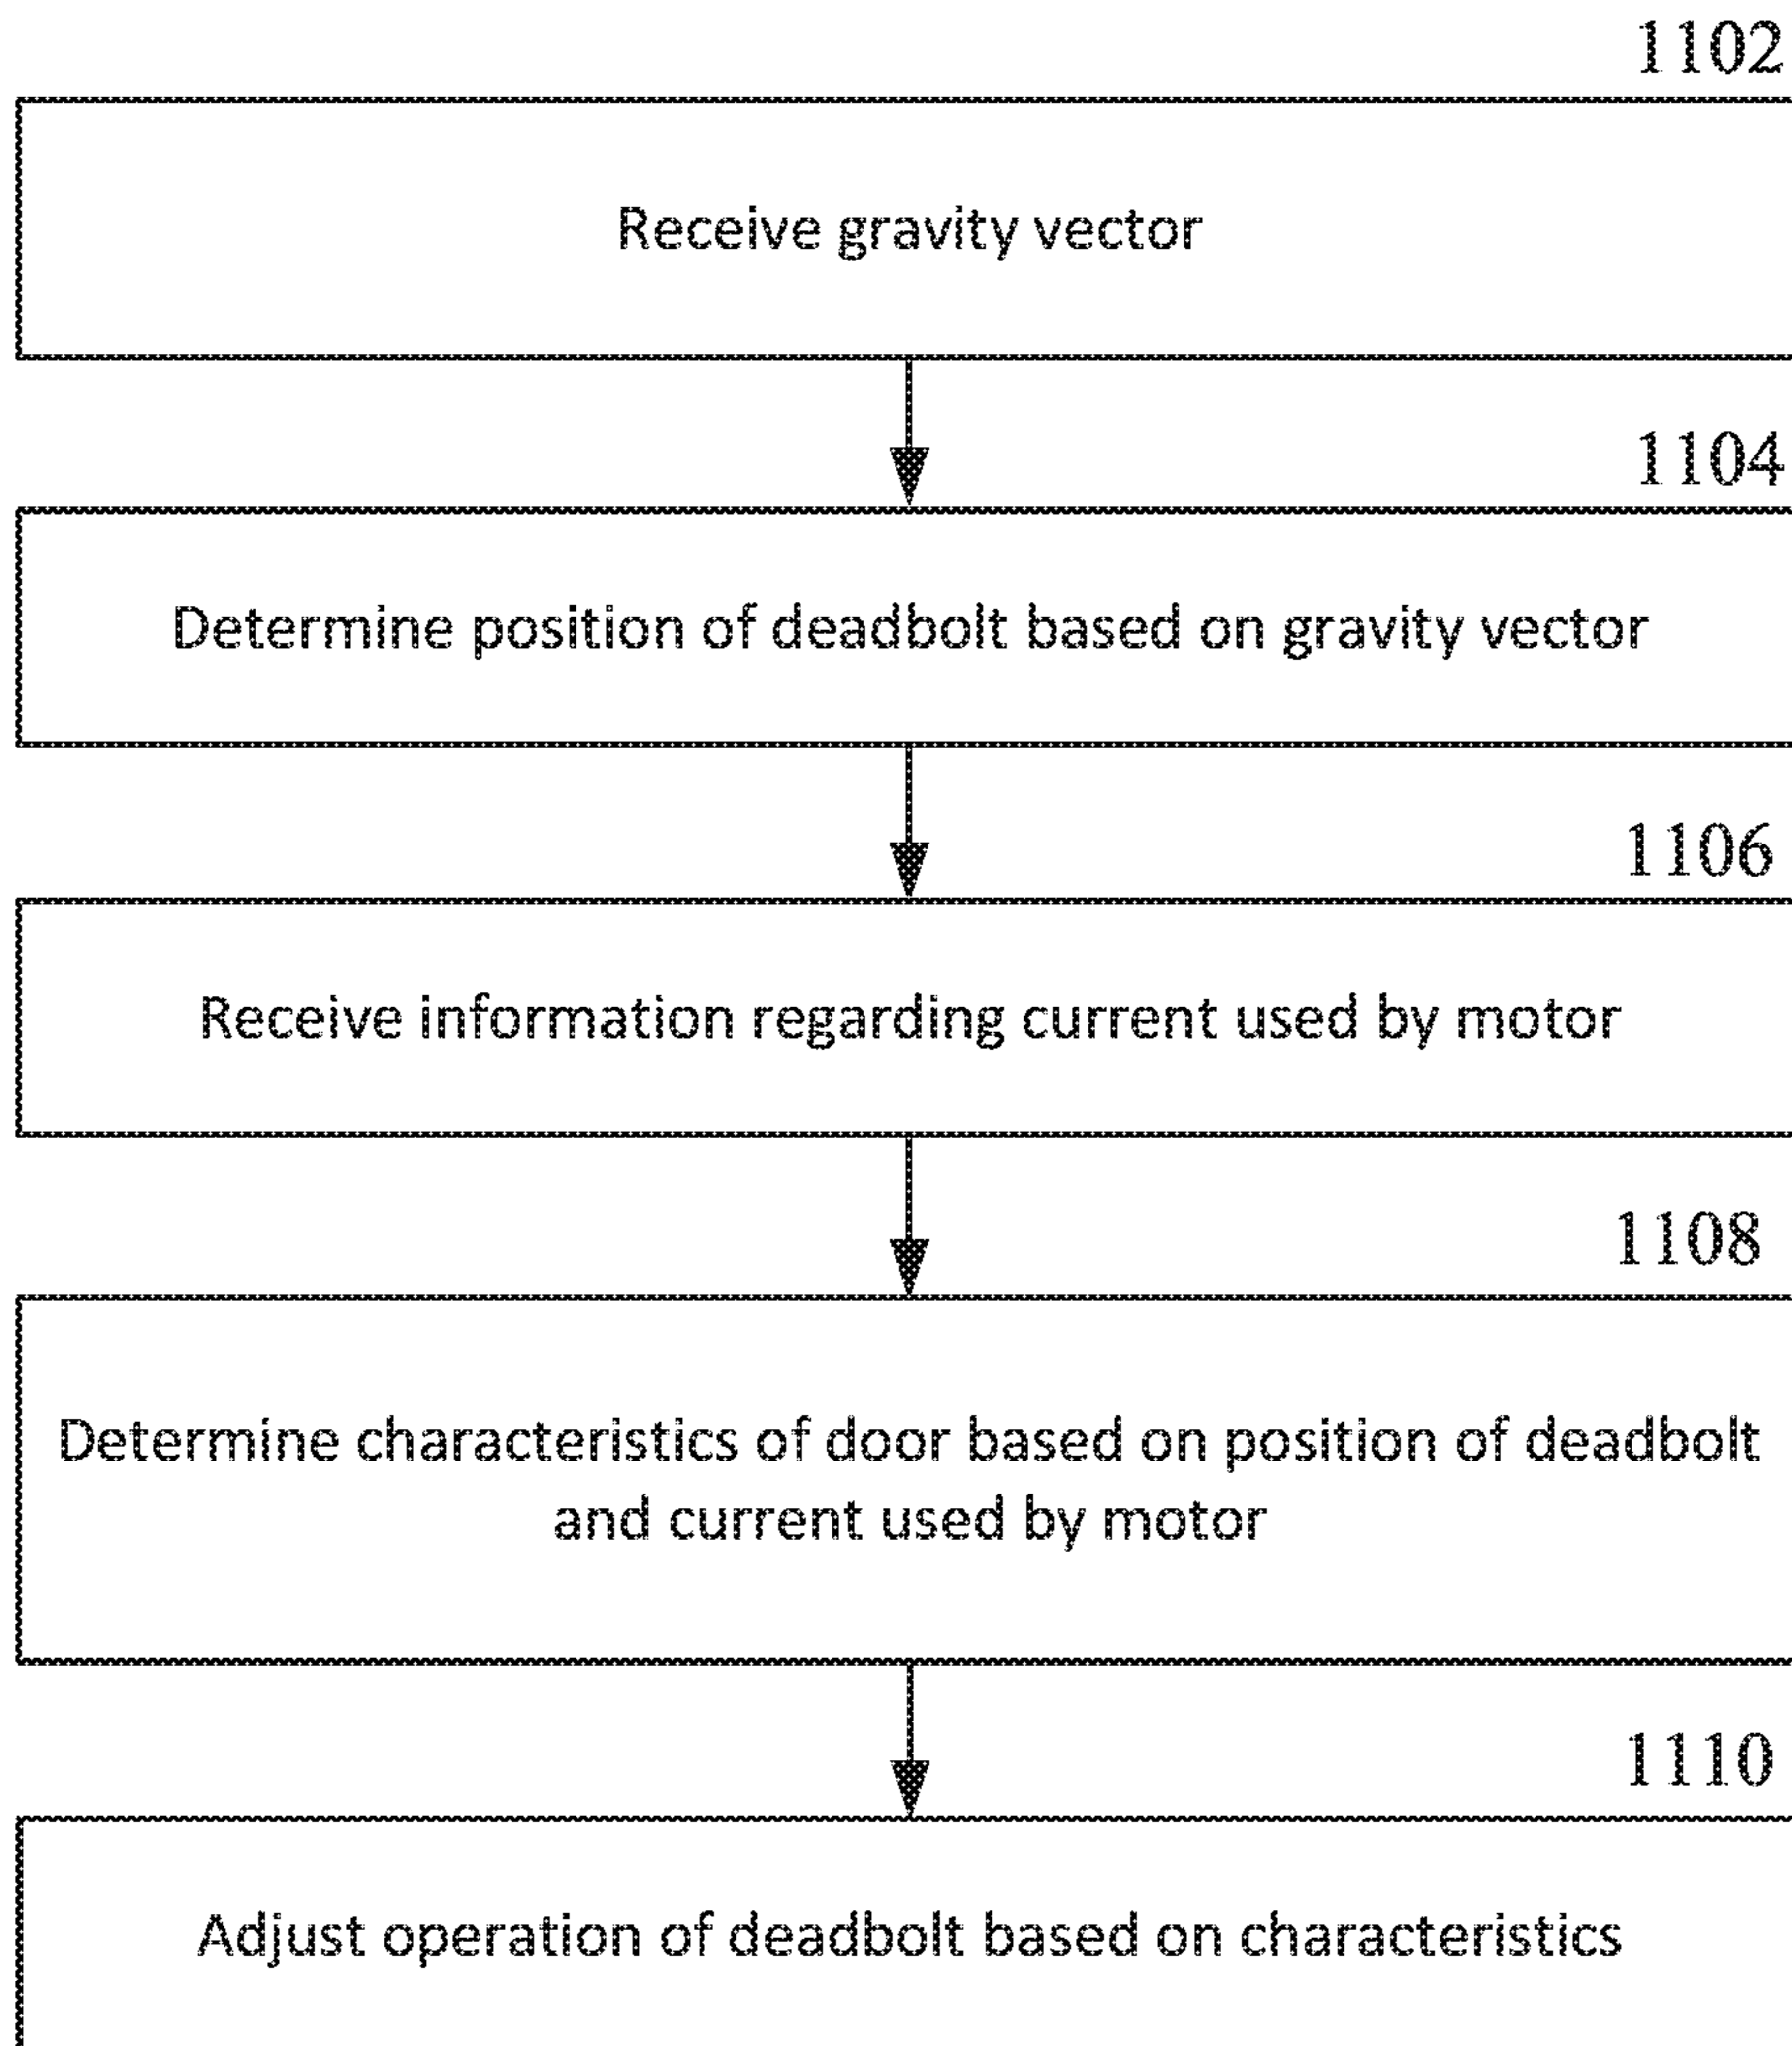 1102
Receive gravity vector
1104
Determine position of deadbolt based on gravity vector
1106
Receive information regarding current used by motor
1108
Determine characteristics of door based on position of deadbolt
and current used by motor
1110
Adjust operation of deadbolt based on characteristics